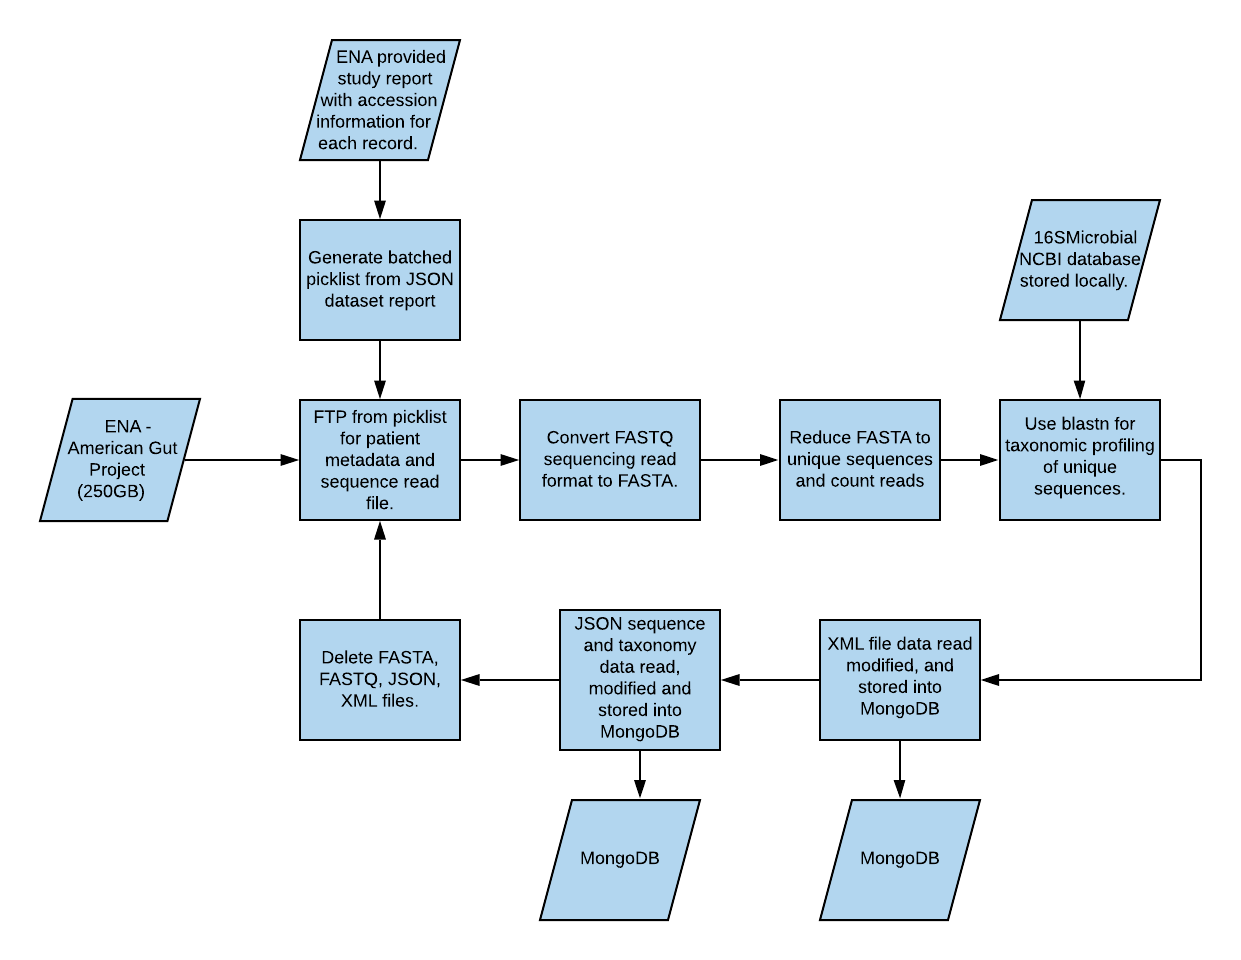 ENA provided
study report
with accession
information for
each record.
Generate batched
picklist from JSON
dataset report
16SMicrobial
NCBI database
stored locally.
ENA -
American Gut
Project
(250GB)
FTP from picklist
for patient
metadata and
sequence read
file.
Convert FASTQ
sequencing read
format to FASTA.
Reduce FASTA to
unique sequences
and count reads
Use blastn for
taxonomic profiling
of unique
sequences.
Delete FASTA,
FASTQ, JSON,
XML files.
JSON sequence
and taxonomy
data read,
modified and
stored into
MongoDB
XML file data read
modified, and
stored into
MongoDB
MongoDB
MongoDB